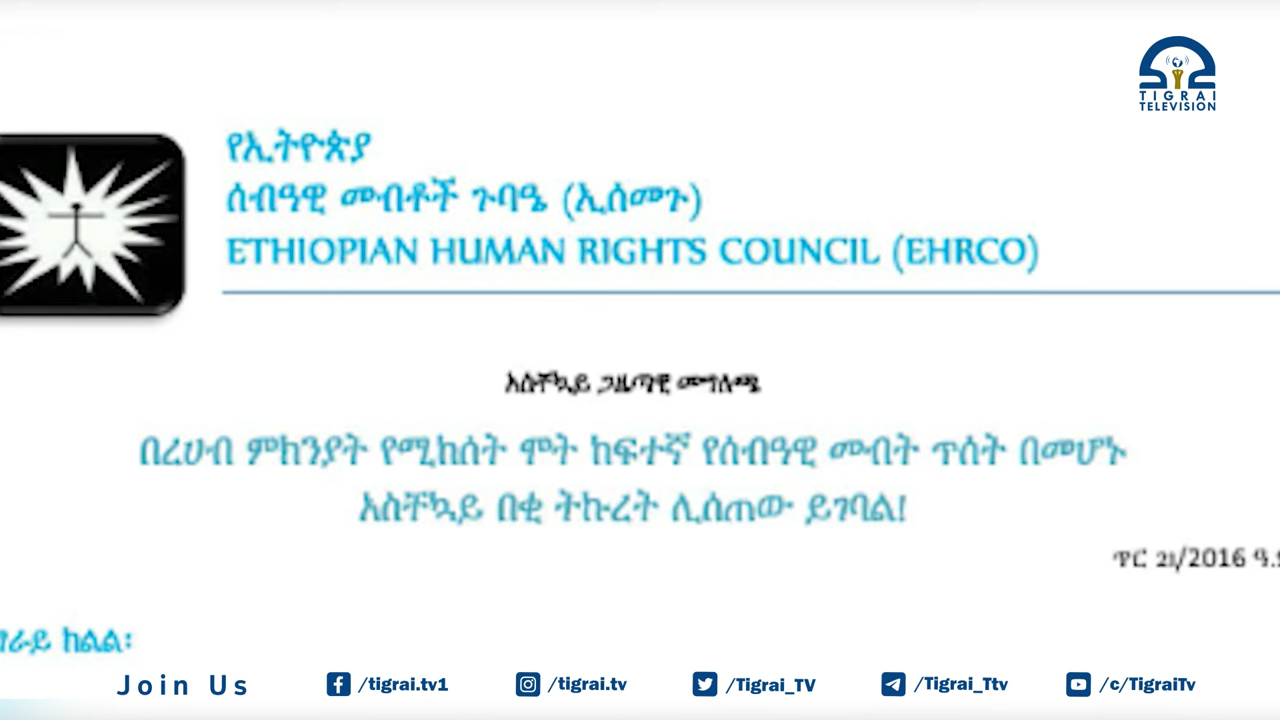 TIGRAI
TELEVISION
የኢትዮጵያ
ሰብዓዊ መብቶች ጉባዔ (ኢሰመጉ)
ETHIOPIAN HUMAN RIGHTS COUNCIL (EHRCO)
አስቸኳይ ጋዜጣዊ መግለጫ
በረሀብ ምክንያት የሚከሰት ሞት ከፍተኛ የሰብዓዊ መብት ጥሰት በመሆኑ
አስቸኳይ በቂ ትኩረት ሊሰጠው ይገባል!
ጥር 21/2016
ክልል፡
Join Us /tigrai.tv1 /tigrai.tv /Tigrai_TV /Tigrai_Ttv /c/TigraiTv